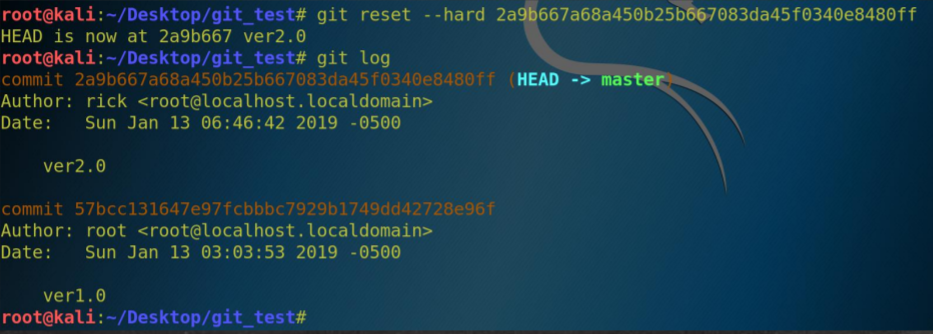 root@kali:~/Desktop/git_test# git reset --hard 2a9b667a68a450b25b667083da45f0340e8480ff
HEAD is now at 2a9b667 ver2.0
root@kali:~/Desktop/git_test# git log
commit 2a9b667a68a450b25b667083da45f0340e8480ff (HEAD -> master)
Author: rick <root@localhost.localdomain>
Date:   Sun Jan 13 06:46:42 2019 -0500
    ver2.0
commit 57bcc131647e97fcbbbc7929b1749dd42728e96f
Author: root <root@localhost.localdomain>
Date:   Sun Jan 13 03:03:53 2019 -0500
    ver1.0
root@kali:~/Desktop/git_test#